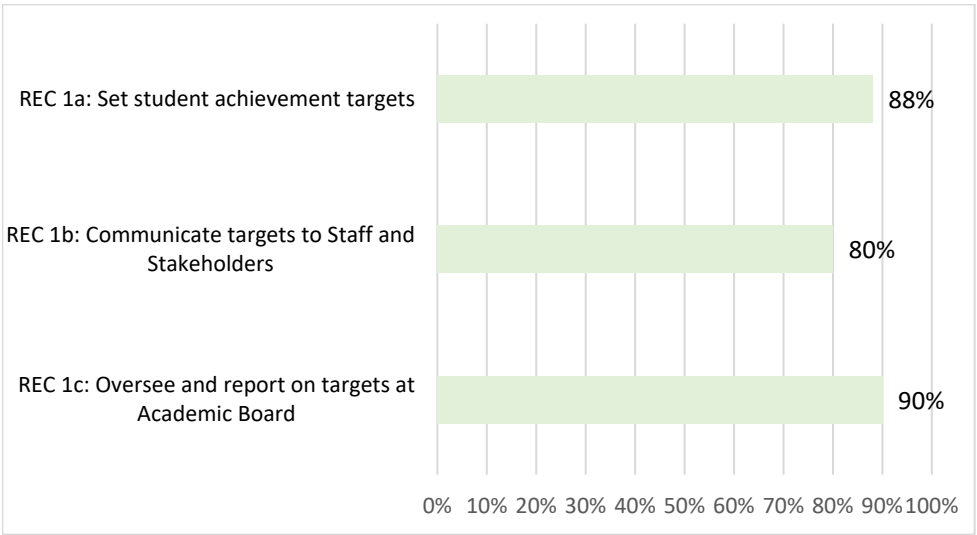 REC 1a: Set student achievement targets
88%
REC 1b: Communicate targets to Staff and
Stakeholders
80%
REC 1c: Oversee and report on targets at
Academic Board
90%
0% 10% 20% 30% 40% 50% 60% 70% 80% 90% 100%